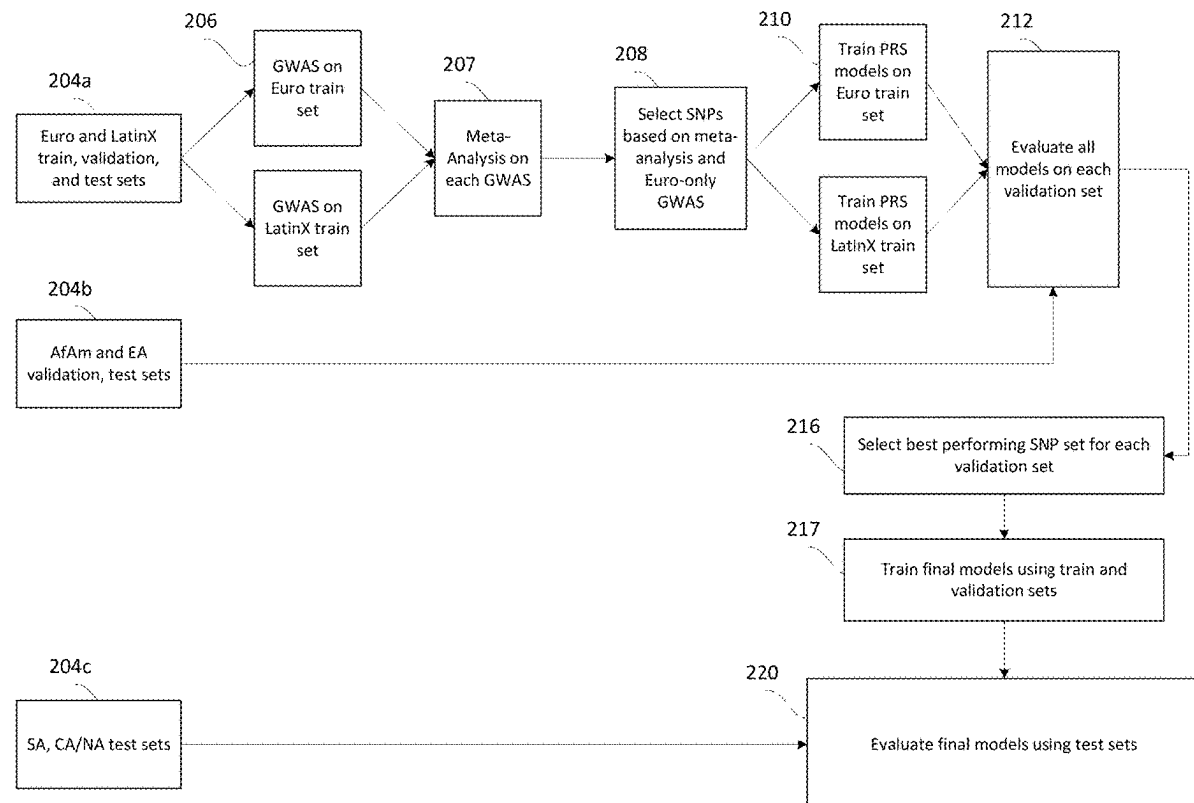 206
GWAS on
Euro train
set
204a
Euro and LatinX
train, validation,
and test sets
GWAS on
LatinX train
set
207
Meta-
Analysis on
each GWAS
208
Select SNPs
based on meta-
analysis and
Euro-only
GWAS
210
Train PRS
models on
Euro train
set
Train PRS
models on
LatinX train
set
212
Evaluate all
models on each
validation set
204b
AfAm and EA
validation, test sets
216
Select best performing SNP set for each
validation set
217
Train final models using train and
validation sets
204c
SA, CA/NA test sets
220
Evaluate final models using test sets